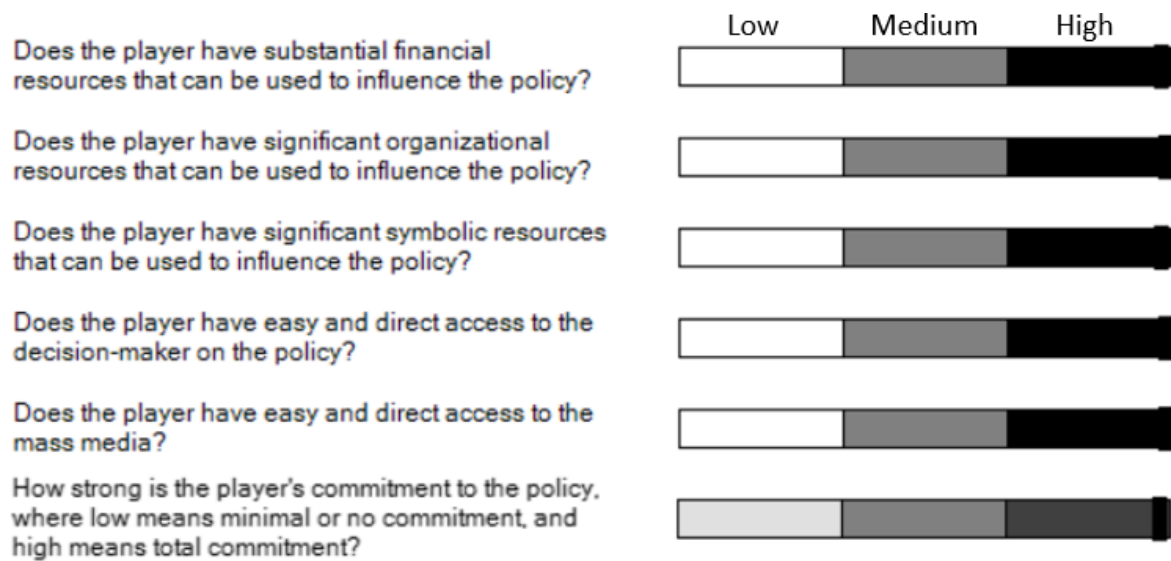 Low Medium High
Does the player have substantial financial
resources that can be used to influence the policy?
Does the player have significant organizational
resources that can be used to influence the policy?
Does the player have significant symbolic resources
that can be used to influence the policy?
Does the player have easy and direct access to the
decision-maker on the policy?
Does the player have easy and direct access to the
mass media?
How strong is the player's commitment to the policy,
where low means minimal or no commitment, and
high means total commitment?